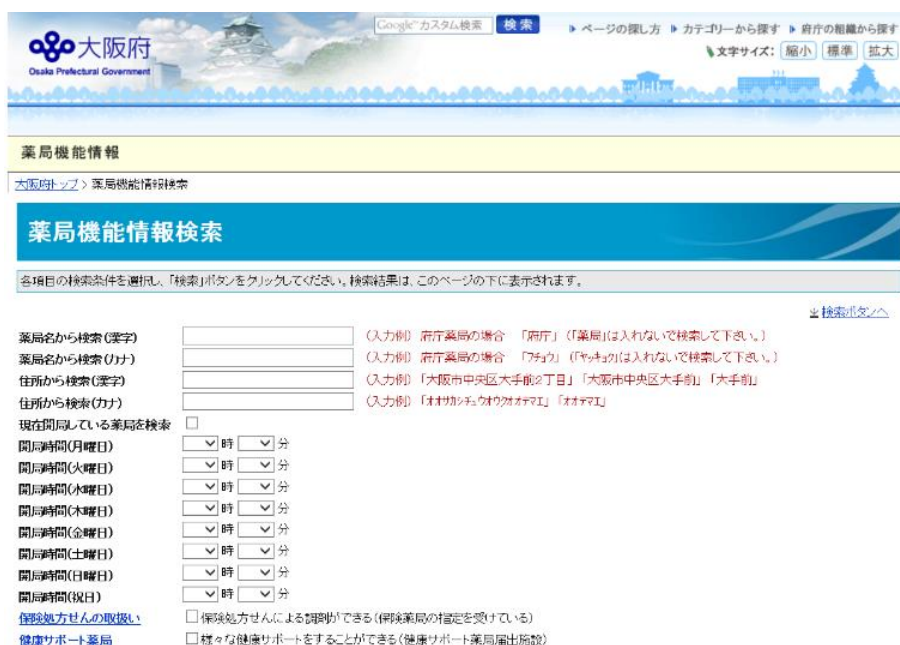 Google™ カスタム検索 検索 ページの探し方 カテゴリーから探す 府庁の組織から探す
大阪府
Osaka Prefectural Government
文字サイズ: 縮小 標準 拡大
薬局機能情報
大阪府トップ > 薬局機能情報検索
薬局機能情報検索
各項目の検索条件を選択し、「検索」ボタンをクリックしてください。検索結果は、このページの下に表示されます。
検索ボタンへ
薬局名から検索(漢字) (入力例) 府庁薬局の場合 「府庁」 (「薬局」は入れないで検索して下さい。)
薬局名から検索(カナ) (入力例) 府庁薬局の場合 「フチョウ」 (「ヤッキョク」は入れないで検索して下さい。)
住所から検索(漢字) (入力例) 「大阪市中央区大手前2丁目」 「大阪市中央区大手前」 「大手前」
住所から検索(カナ) (入力例) 「オオサカシチュウオウクオオテマエ」 「オオテマエ」
現在開局している薬局を検索
開局時間(月曜日) 時 分
開局時間(火曜日) 時 分
開局時間(水曜日) 時 分
開局時間(木曜日) 時 分
開局時間(金曜日) 時 分
開局時間(土曜日) 時 分
開局時間(日曜日) 時 分
開局時間(祝日) 時 分
保険処方せんの取扱い 保険処方せんによる調剤ができる(保険薬局の指定を受けている)
健康サポート薬局 様々な健康サポートをすることができる(健康サポート薬局届出施設)